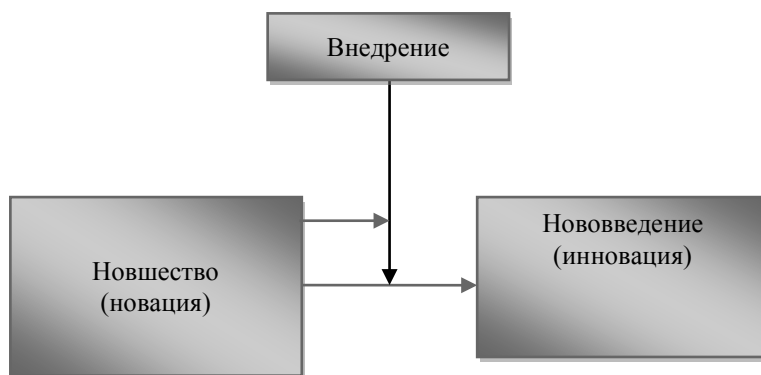 Внедрение
Новшество
(новация)
Нововведение
(инновация)